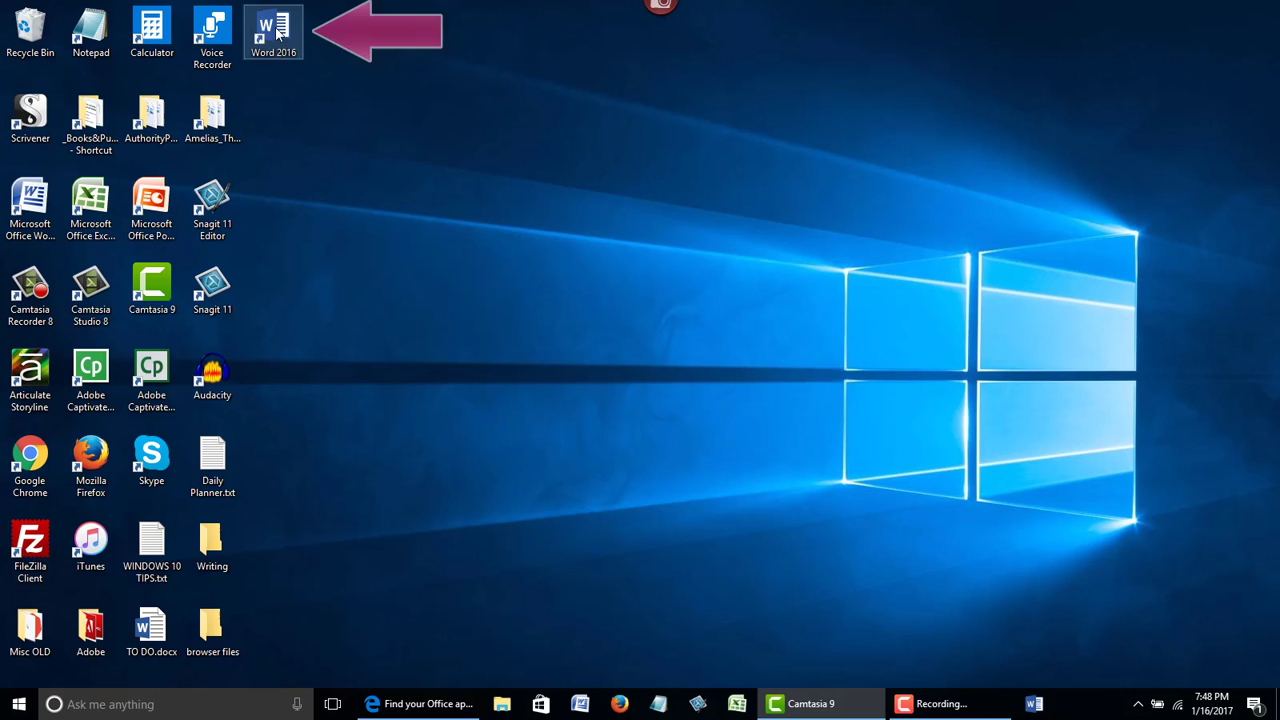 Recycle Bin
Notepad
Calculator
Voice
Recorder
Word 2016
Scrivener
_Books&Pu...
- Shortcut
AuthorityP...
Amelias_Th...
Microsoft
Office Wo...
Microsoft
Office Exc...
Microsoft
Office Po...
Snagit 11
Editor
Camtasia
Recorder 8
Camtasia
Studio 8
Camtasia 9
Snagit 11
Articulate
Storyline
Adobe
Captivate...
Adobe
Captivate...
Audacity
Google
Chrome
Mozilla
Firefox
Skype
Daily
Planner.txt
FileZilla
Client
iTunes
WINDOWS 10
TIPS.txt
Writing
Misc OLD
Adobe
TO DO.docx
browser files
Ask me anything
Find your Office ap...
Camtasia 9
Recording...
7:48 PM
1/16/2017